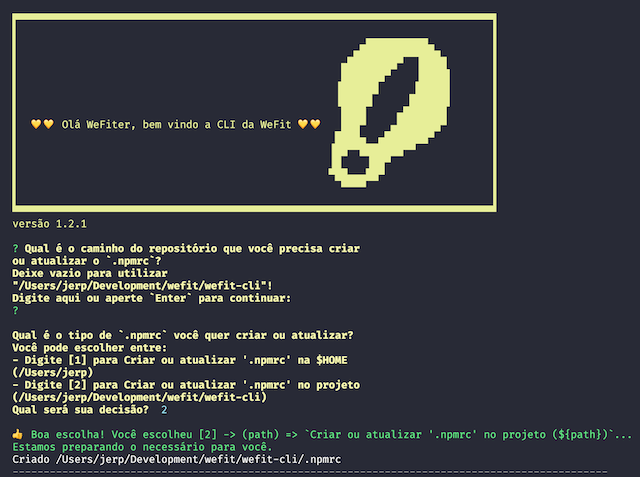 💛💛 Olá WeFiter, bem vindo a CLI da WeFit 💛💛
versão 1.2.1
? Qual é o caminho do repositório que você precisa criar
ou atualizar o `.npmrc`?
Deixe vazio para utilizar
"/Users/jerp/Development/wefit/wefit-cli"!
Digite aqui ou aperte `Enter` para continuar:
?
Qual é o tipo de `.npmrc` você quer criar ou atualizar?
Você pode escolher entre:
- Digite [1] para Criar ou atualizar '.npmrc' na $HOME
(/Users/jerp)
- Digite [2] para Criar ou atualizar '.npmrc' no projeto
(/Users/jerp/Development/wefit/wefit-cli)
Qual será sua decisão? 2
👍 Boa escolha! Você escolheu [2] -> (path) => `Criar ou atualizar '.npmrc' no projeto (${path})`...
Estamos preparando o necessário para você.
Criado /Users/jerp/Development/wefit/wefit-cli/.npmrc